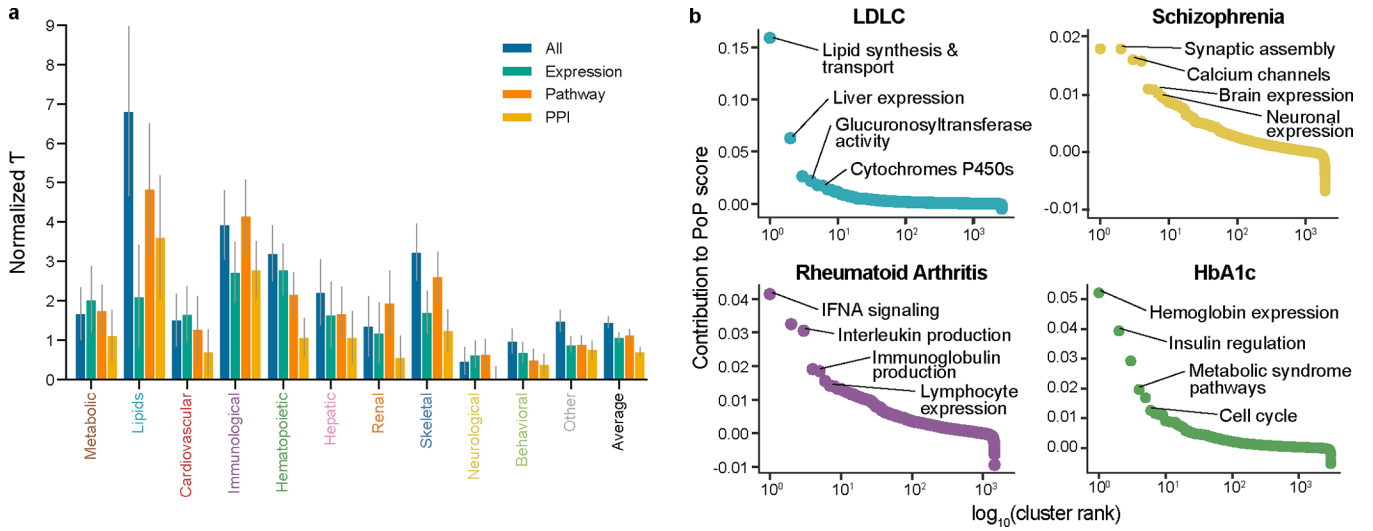 a
Normalized τ
9
8
7
6
5
4
3
2
1
0
All
Expression
Pathway
PPI
Metabolic
Lipids
Cardiovascular
Immunological
Hematopoietic
Hepatic
Renal
Skeletal
Neurological
Behavioral
Other
Average
b
Contribution to PoP score
LDLC
0.15
0.10
0.05
0.00
Lipid synthesis &
transport
Liver expression
Glucuronosyltransferase
activity
Cytochromes P450s
10⁰
10¹
10²
10³
Schizophrenia
0.02
0.01
0.00
-0.01
Synaptic assembly
Calcium channels
Brain expression
Neuronal
expression
10⁰
10¹
10²
10³
Rheumatoid Arthritis
0.04
0.03
0.02
0.01
0.00
-0.01
IFNA signaling
Interleukin production
Immunoglobulin
production
Lymphocyte
expression
10⁰
10¹
10²
10³
HbA1c
0.05
0.04
0.03
0.02
0.01
0.00
Hemoglobin expression
Insulin regulation
Metabolic syndrome
pathways
Cell cycle
10⁰
10¹
10²
10³
log₁₀(cluster rank)